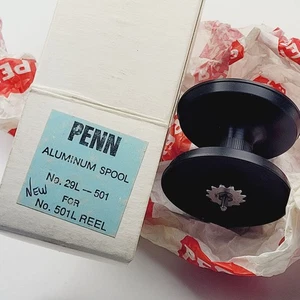 PENN
ALUMINUM SPOOL
No. 29L-501
NEW FOR
No. 501L REEL